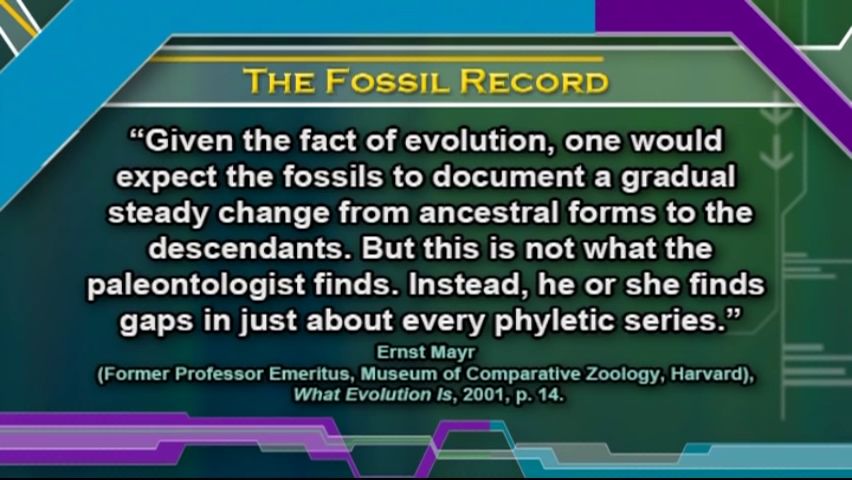 The Fossil Record
“Given the fact of evolution, one would
expect the fossils to document a gradual
steady change from ancestral forms to the
descendants. But this is not what the
paleontologist finds. Instead, he or she finds
gaps in just about every phyletic series.”
Ernst Mayr
(Former Professor Emeritus, Museum of Comparative Zoology, Harvard),
What Evolution Is, 2001, p. 14.